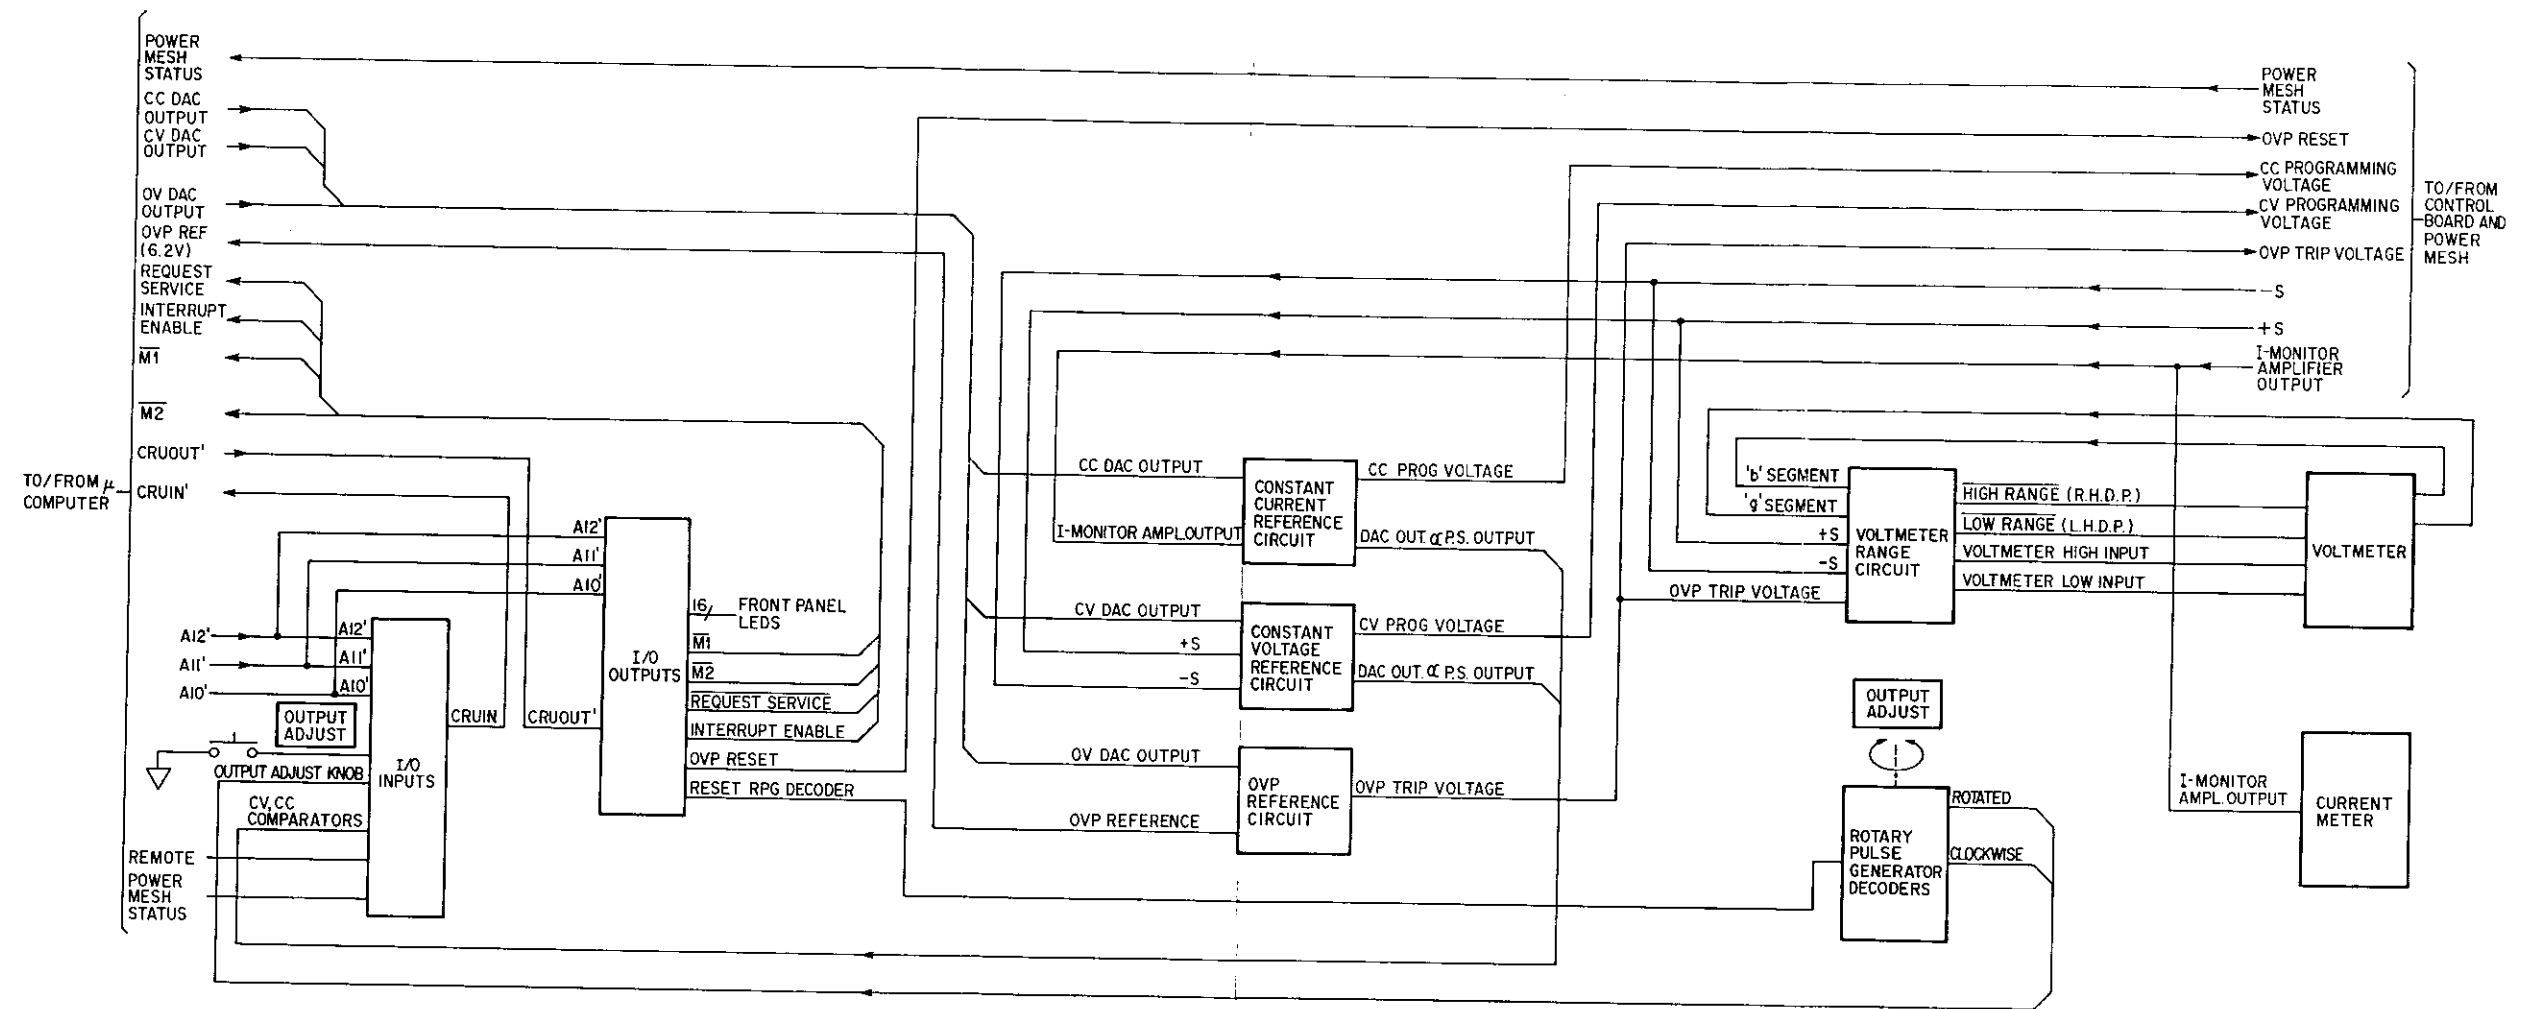 POWER
MESH
STATUS
CC DAC
OUTPUT
CV DAC
OUTPUT
OV DAC
OUTPUT
OVP REF
(6.2V)
REQUEST
SERVICE
INTERRUPT
ENABLE
M1
M2
CRUOUT'
CRUIN'
TO/FROM μ
COMPUTER
A12'
A11'
A10'
A12'
A11'
A10'
OUTPUT
ADJUST
OUTPUT ADJUST KNOB
CV, CC
COMPARATORS
REMOTE
POWER
MESH
STATUS
I/O
INPUTS
CRUIN
CRUOUT'
A12'
A11'
A10'
I/O
OUTPUTS
16
FRONT PANEL
LEDS
M1
M2
REQUEST SERVICE
INTERRUPT ENABLE
OVP RESET
RESET RPG DECODER
CC DAC OUTPUT
I-MONITOR AMPL.OUTPUT
CONSTANT
CURRENT
REFERENCE
CIRCUIT
CC PROG VOLTAGE
DAC OUT ∝ P.S. OUTPUT
CV DAC OUTPUT
+S
-S
CONSTANT
VOLTAGE
REFERENCE
CIRCUIT
CV PROG VOLTAGE
DAC OUT. ∝ P.S. OUTPUT
OV DAC OUTPUT
OVP REFERENCE
OVP
REFERENCE
CIRCUIT
OVP TRIP VOLTAGE
POWER
MESH
STATUS
OVP RESET
CC PROGRAMMING
VOLTAGE
CV PROGRAMMING
VOLTAGE
OVP TRIP VOLTAGE
-S
+S
I-MONITOR
AMPLIFIER
OUTPUT
TO/FROM
CONTROL
BOARD AND
POWER
MESH
'b' SEGMENT
'g' SEGMENT
+S
-S
OVP TRIP VOLTAGE
VOLTMETER
RANGE
CIRCUIT
HIGH RANGE (R.H.D.P.)
LOW RANGE (L.H.D.P.)
VOLTMETER HIGH INPUT
VOLTMETER LOW INPUT
VOLTMETER
OUTPUT
ADJUST
ROTARY
PULSE
GENERATOR
DECODERS
ROTATED
CLOCKWISE
I-MONITOR
AMPL. OUTPUT
CURRENT
METER